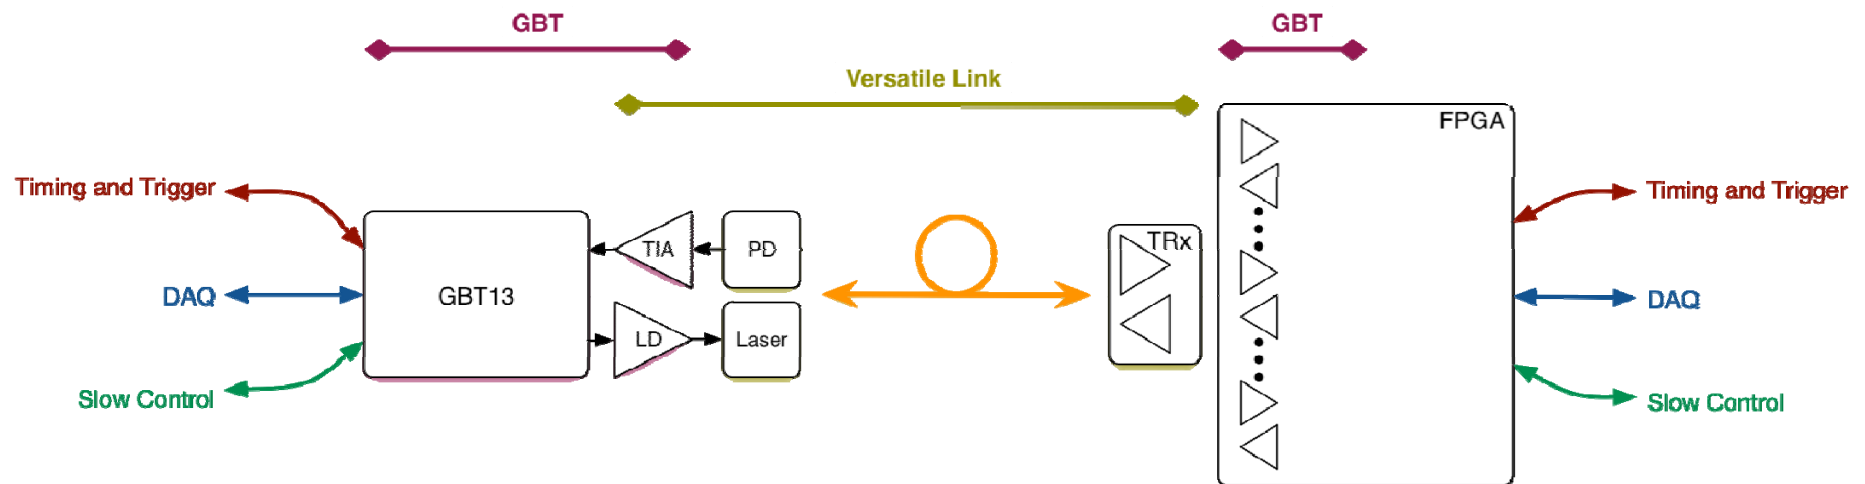 GBT
GBT
Versatile Link
FPGA
Timing and Trigger
Timing and Trigger
TIA
PD
TRx
DAQ
GBT13
DAQ
LD
Laser
Slow Control
Slow Control